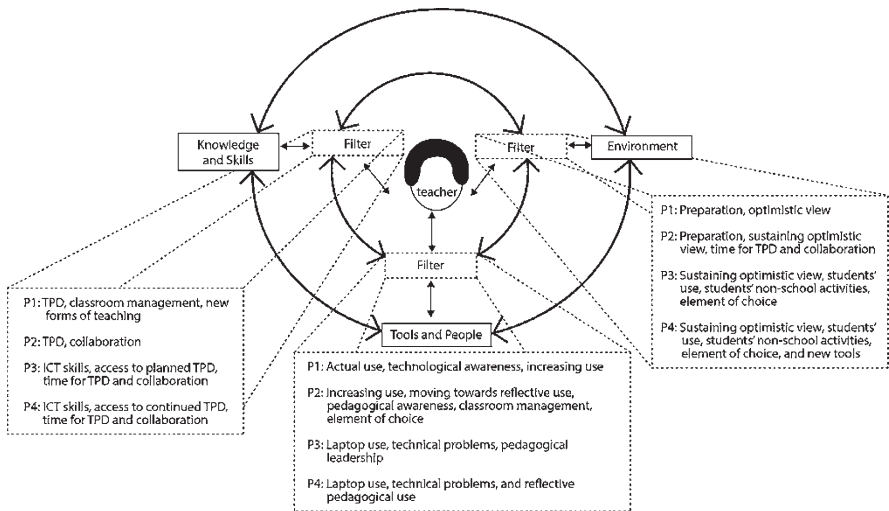 Knowledge
and Skills
Filter
teacher
Filter
Environment
Filter
Tools and People
P1: TPD, classroom management, new
forms of teaching
P2: TPD, collaboration
P3: ICT skills, access to planned TPD,
time for TPD and collaboration
P4: ICT skills, access to continued TPD,
time for TPD and collaboration
P1: Actual use, technological awareness, increasing use
P2: Increasing use, moving towards reflective use,
pedagogical awareness, classroom management,
element of choice
P3: Laptop use, technical problems, pedagogical
leadership
P4: Laptop use, technical problems, and reflective
pedagogical use
P1: Preparation, optimistic view
P2: Preparation, sustaining optimistic
view, time for TPD and collaboration
P3: Sustaining optimistic view, students'
use, students' non-school activities,
element of choice
P4: Sustaining optimistic view, students'
use, students' non-school activities,
element of choice, and new tools